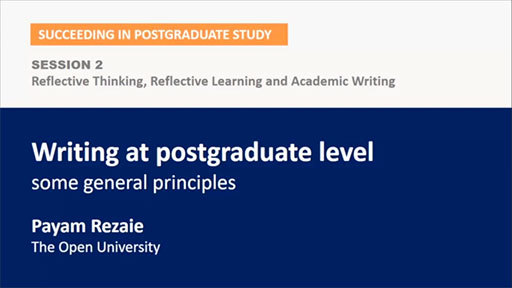 SUCCEEDING IN POSTGRADUATE STUDY
SESSION 2
Reflective Thinking, Reflective Learning and Academic Writing
Writing at postgraduate level
some general principles
Payam Rezaie
The Open University